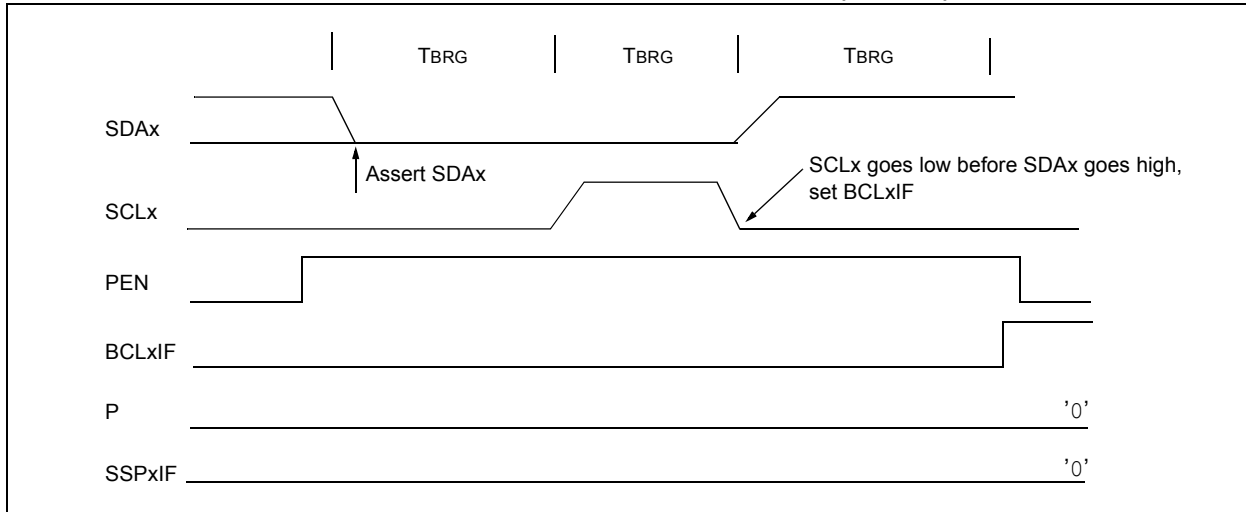 TBRG TBRG TBRG
SDAx
Assert SDAx
SCLx goes low before SDAx goes high,
set BCLxIF
SCLx
PEN
BCLxIF
P '0'
SSPxIF '0'